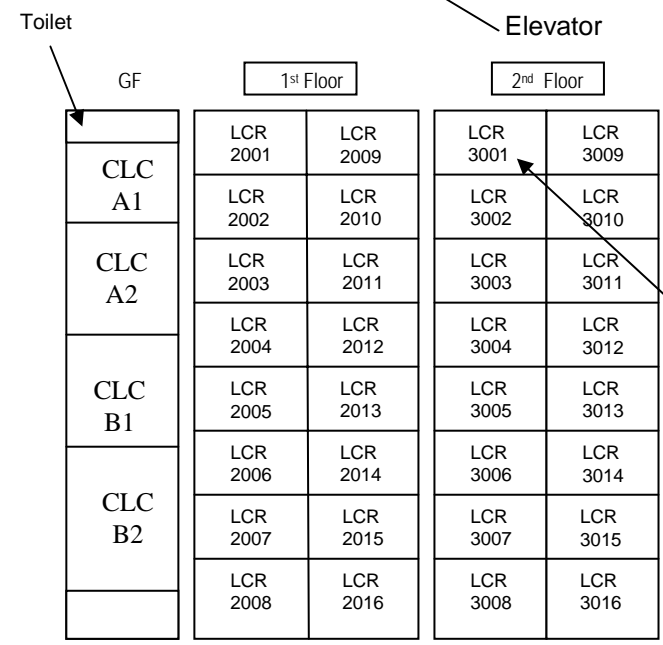 Toilet
Elevator
GF
1st Floor
2nd Floor
CLC
A1
CLC
A2
CLC
B1
CLC
B2
LCR
2001
LCR
2009
LCR
2002
LCR
2010
LCR
2003
LCR
2011
LCR
2004
LCR
2012
LCR
2005
LCR
2013
LCR
2006
LCR
2014
LCR
2007
LCR
2015
LCR
2008
LCR
2016
LCR
3001
LCR
3009
LCR
3002
LCR
3010
LCR
3003
LCR
3011
LCR
3004
LCR
3012
LCR
3005
LCR
3013
LCR
3006
LCR
3014
LCR
3007
LCR
3015
LCR
3008
LCR
3016